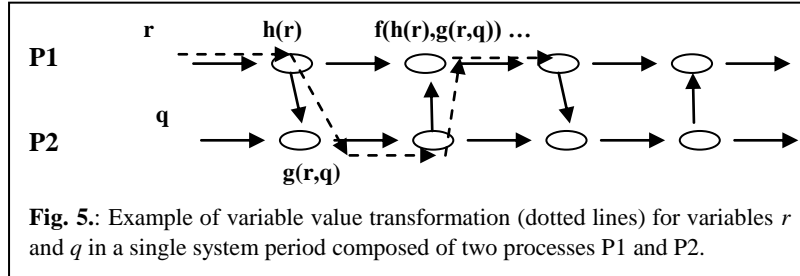 r h(r) f(h(r),g(r,q)) …
P1
q
P2
g(r,q)
Fig. 5.: Example of variable value transformation (dotted lines) for variables r
and q in a single system period composed of two processes P1 and P2.